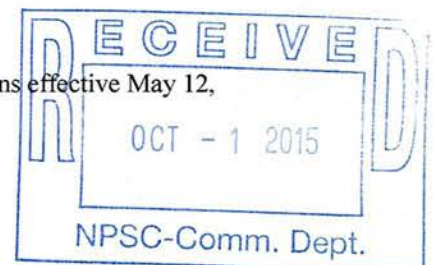 RECEIVED
ns effective May 12,
OCT - 1 2015
NPSC-Comm. Dept.